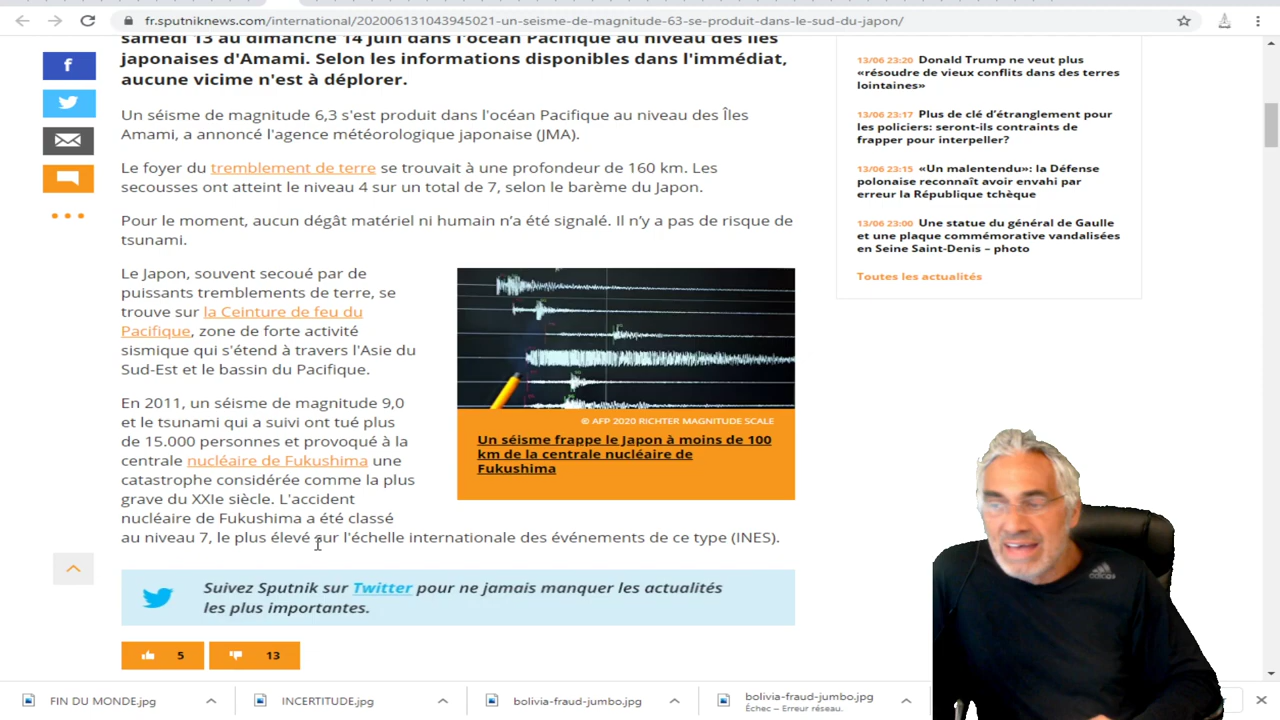 fr.sputniknews.com/international/202006131043945021-un-seisme-de-magnitude-63-se-produit-dans-le-sud-du-japon/
samedi 13 au dimanche 14 juin dans l'océan Pacifique au niveau des îles
japonaises d'Amami. Selon les informations disponibles dans l'immédiat,
aucune vicime n'est à déplorer.
Un séisme de magnitude 6,3 s'est produit dans l'océan Pacifique au niveau des Îles
Amami, a annoncé l'agence météorologique japonaise (JMA).
Le foyer du tremblement de terre se trouvait à une profondeur de 160 km. Les
secousses ont atteint le niveau 4 sur un total de 7, selon le barème du Japon.
Pour le moment, aucun dégât matériel ni humain n'a été signalé. Il n'y a pas de risque de
tsunami.
Le Japon, souvent secoué par de
puissants tremblements de terre, se
trouve sur la Ceinture de feu du
Pacifique, zone de forte activité
sismique qui s'étend à travers l'Asie du
Sud-Est et le bassin du Pacifique.
En 2011, un séisme de magnitude 9,0
et le tsunami qui a suivi ont tué plus
de 15.000 personnes et provoqué à la
centrale nucléaire de Fukushima une
catastrophe considérée comme la plus
grave du XXIe siècle. L'accident
nucléaire de Fukushima a été classé
au niveau 7, le plus élevé sur l'échelle internationale des événements de ce type (INES).
© AFP 2020 RICHTER MAGNITUDE SCALE
Un séisme frappe le Japon à moins de 100
km de la centrale nucléaire de
Fukushima
Suivez Sputnik sur Twitter pour ne jamais manquer les actualités
les plus importantes.
5
13
13/06 23:20 Donald Trump ne veut plus
«résoudre de vieux conflits dans des terres
lointaines»
13/06 23:17 Plus de clé d'étranglement pour
les policiers: seront-ils contraints de
frapper pour interpeller?
13/06 23:15 «Un malentendu»: la Défense
polonaise reconnaît avoir envahi par
erreur la République tchèque
13/06 23:00 Une statue du général de Gaulle
et une plaque commémorative vandalisées
en Seine Saint-Denis – photo
Toutes les actualités
adidas
FIN DU MONDE.jpg
INCERTITUDE.jpg
bolivia-fraud-jumbo.jpg
bolivia-fraud-jumbo.jpg
Échec – Erreur réseau.